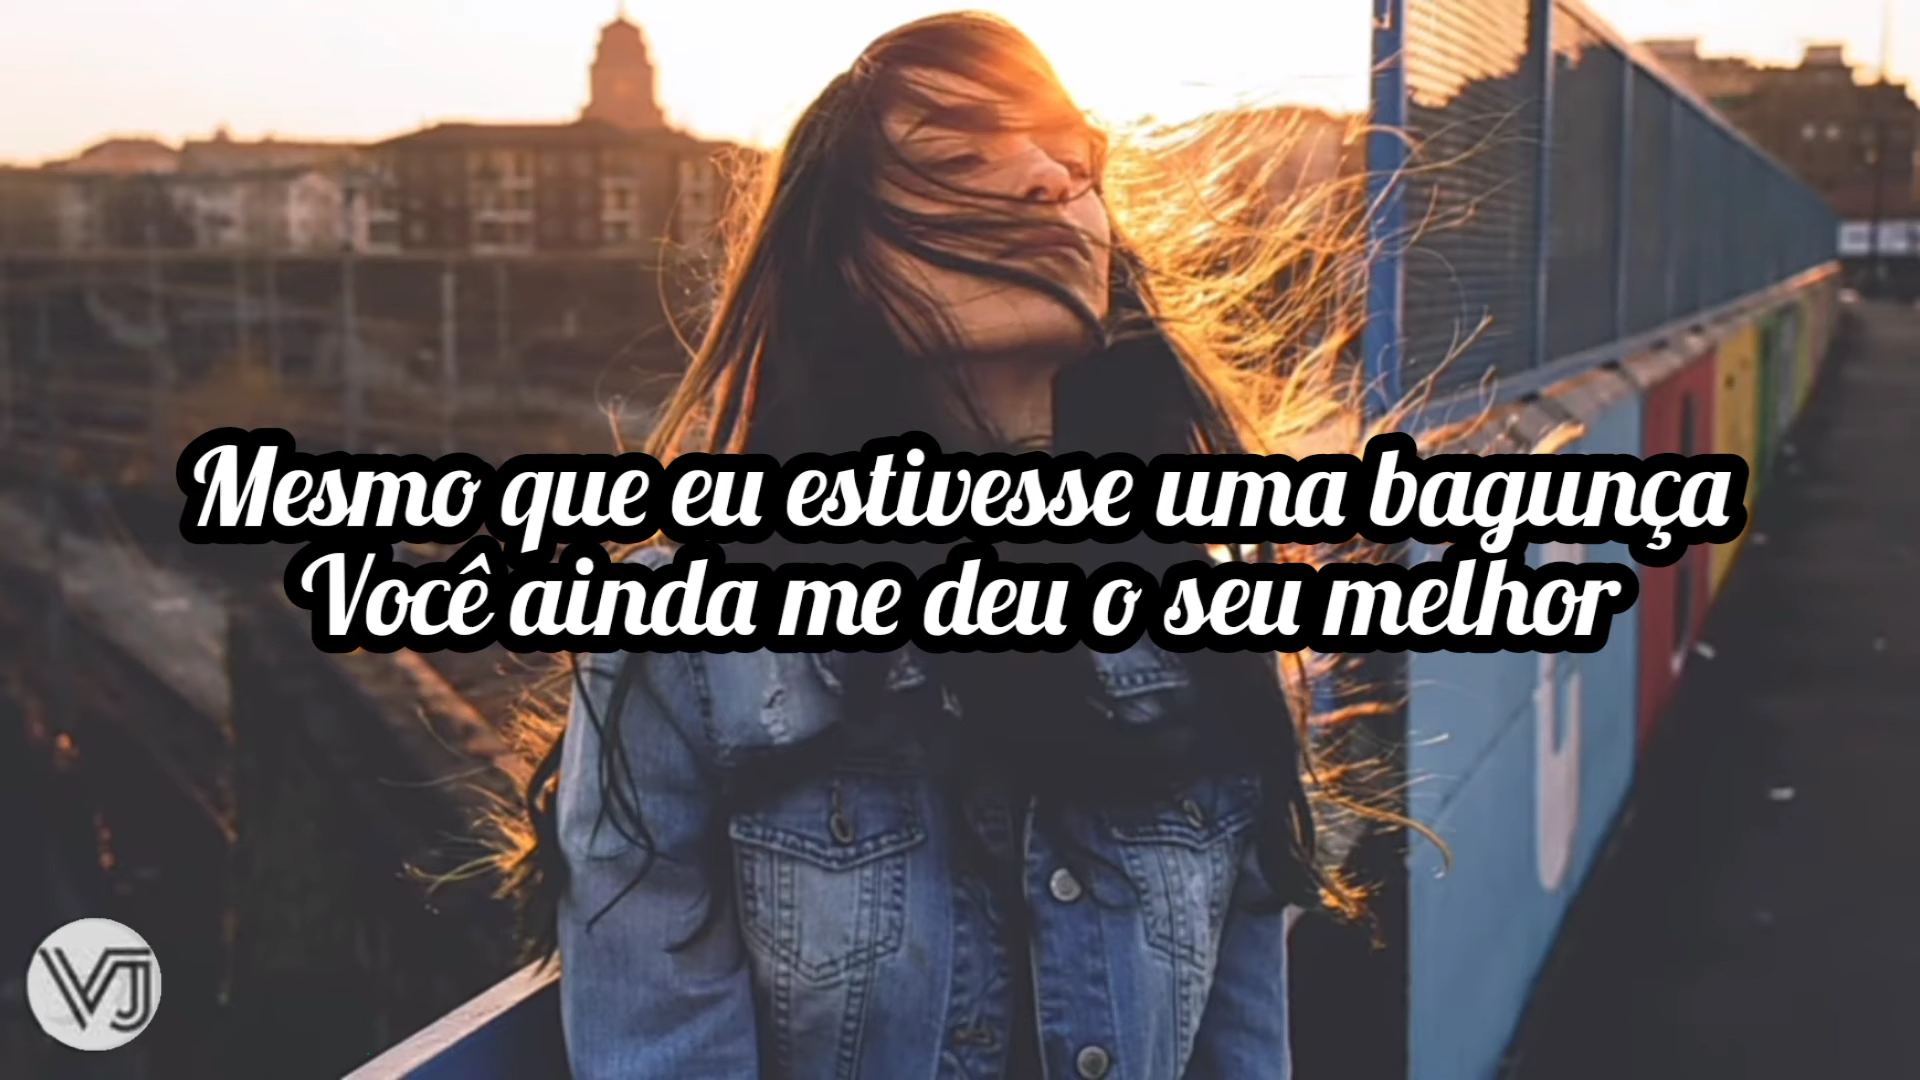 Mesmo que eu estivesse uma bagunça
Você ainda me deu o seu melhor
VJ